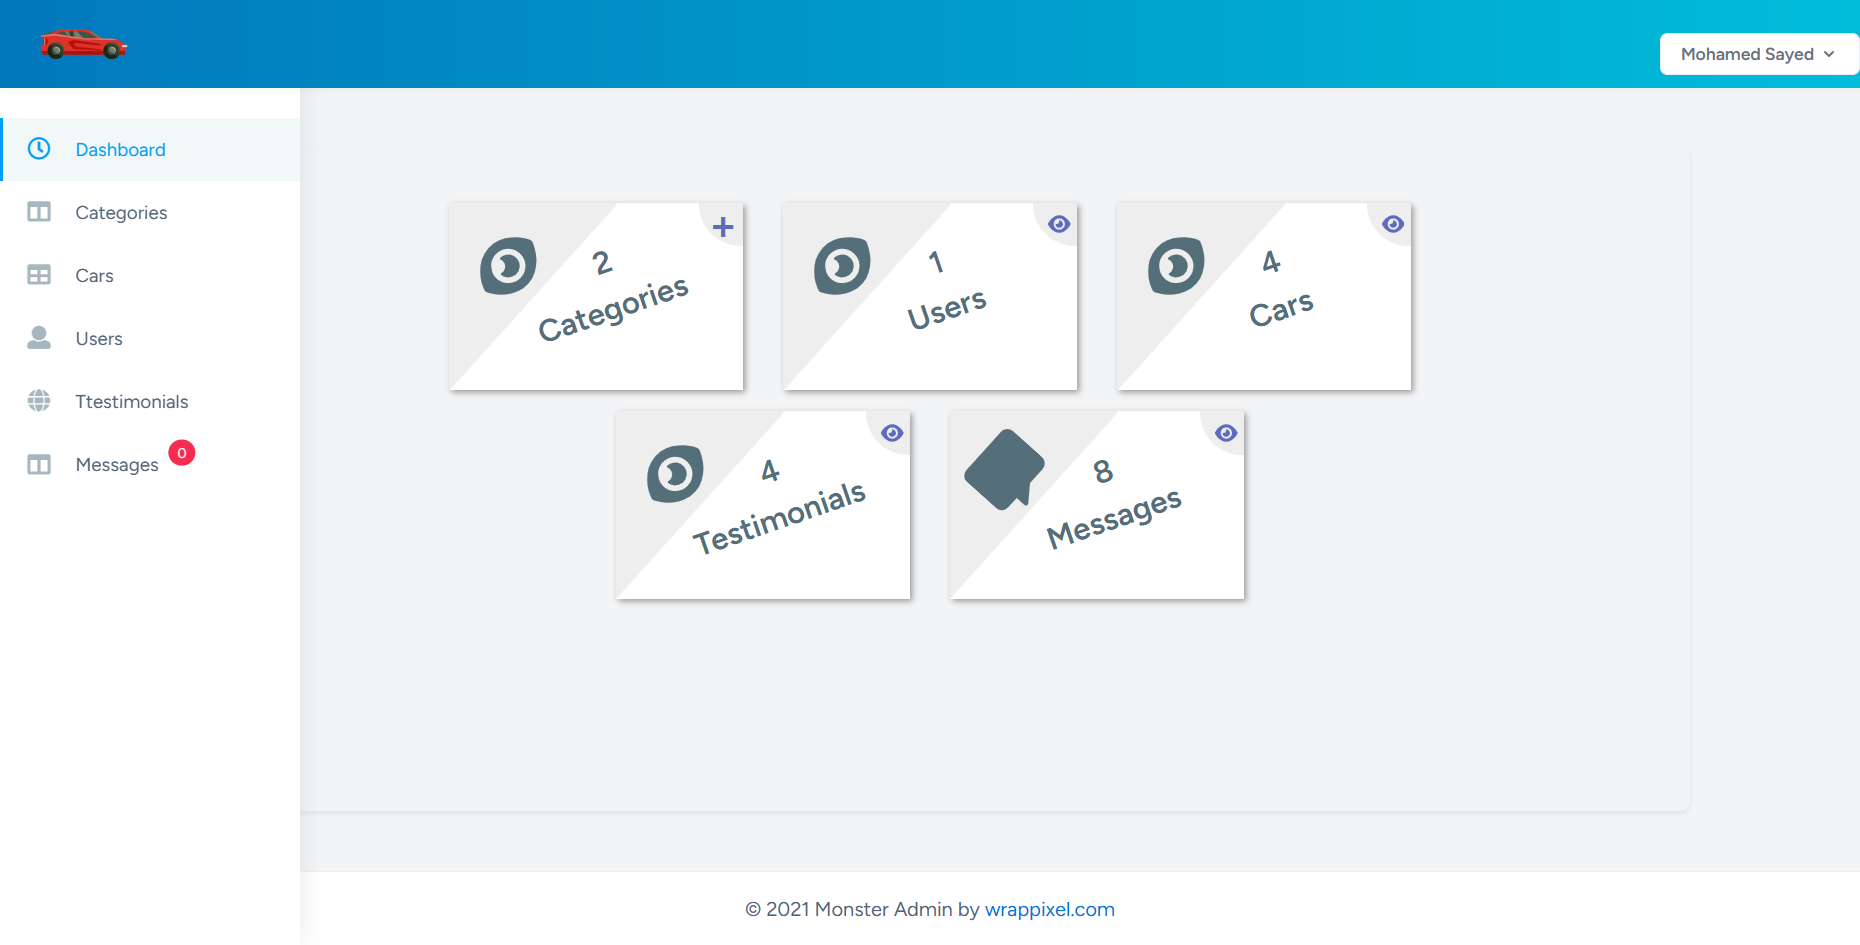 Mohamed Sayed
Dashboard
Categories
Cars
Users
Ttestimonials
Messages 0
2
Categories
1
Users
4
Cars
4
Testimonials
8
Messages
© 2021 Monster Admin by wrappixel.com